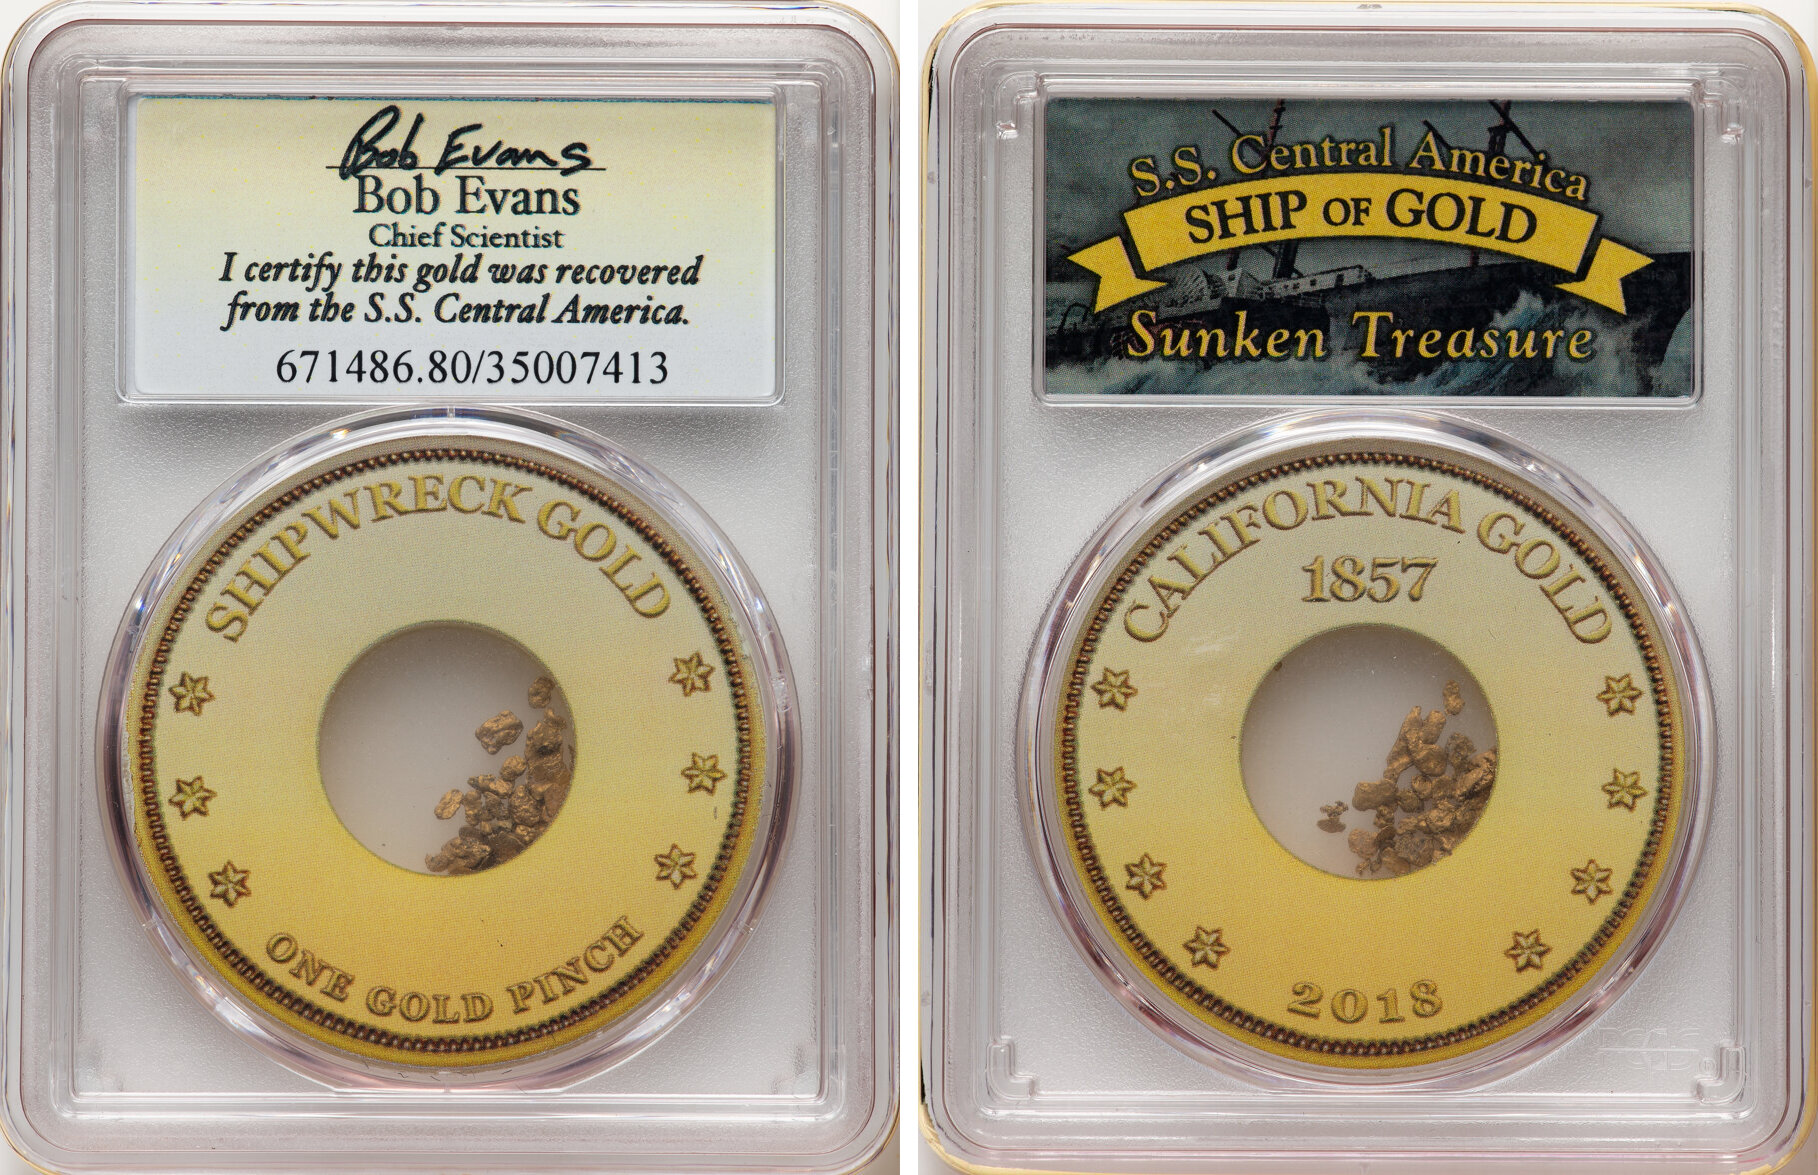 Bob Evans
Bob Evans
Chief Scientist
I certify this gold was recovered
from the S.S. Central America.
671486.80/35007413
SHIPWRECK GOLD
ONE GOLD PINCH
S.S. Central America
SHIP OF GOLD
Sunken Treasure
CALIFORNIA GOLD
1857
2018